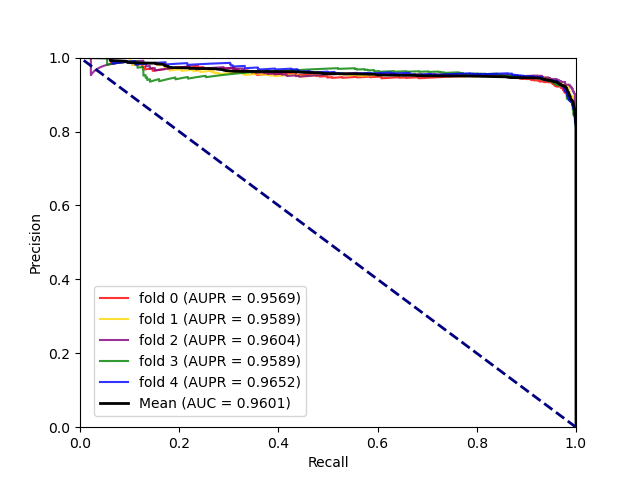 1.0
0.8
0.6
0.4
0.2
0.0
Precision
fold 0 (AUPR = 0.9569)
fold 1 (AUPR = 0.9589)
fold 2 (AUPR = 0.9604)
fold 3 (AUPR = 0.9589)
fold 4 (AUPR = 0.9652)
Mean (AUC = 0.9601)
0.0 0.2 0.4 0.6 0.8 1.0
Recall